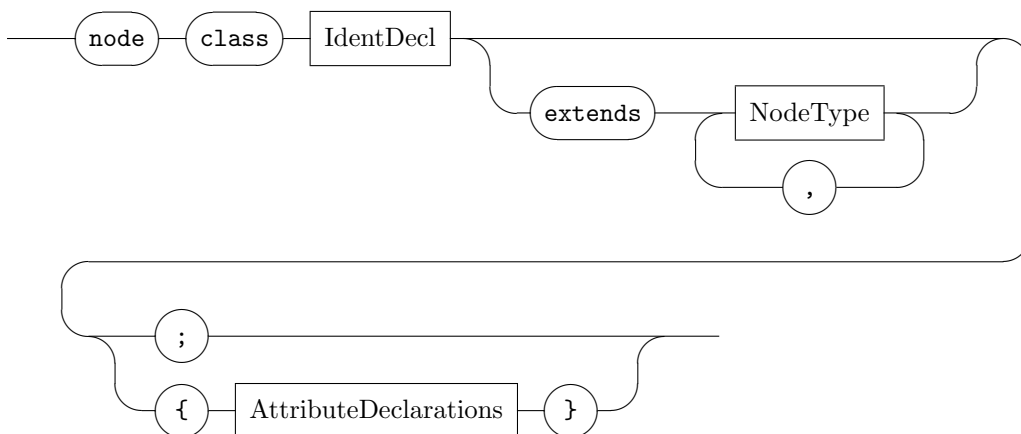 node class IdentDecl
extends NodeType
,
;
{ AttributeDeclarations }